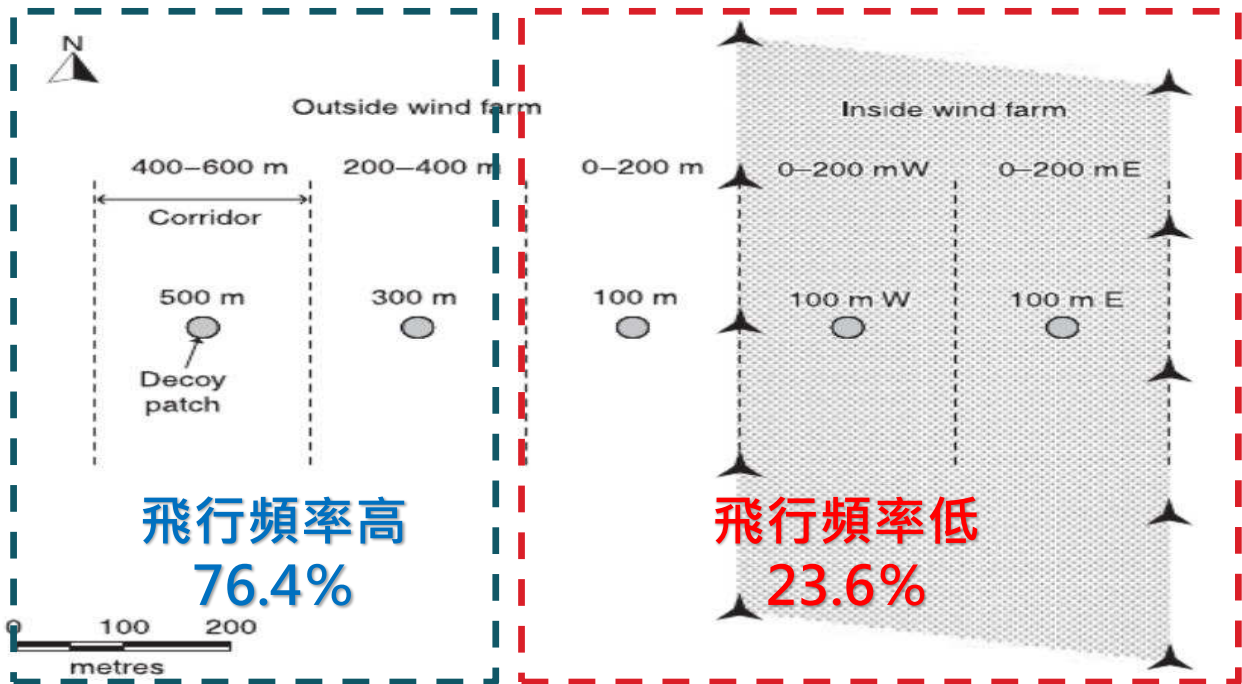 N
Outside wind farm
Inside wind farm
400–600 m
200–400 m
0–200 m
0–200 mW
0–200 mE
Corridor
500 m
300 m
100 m
100 m W
100 m E
Decoy
patch
飛行頻率高
76.4%
飛行頻率低
23.6%
0 100 200
metres